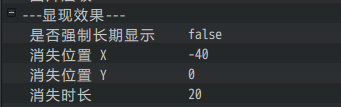 ---显现效果---
是否强制长期显示 false
消失位置 X -40
消失位置 Y 0
消失时长 20